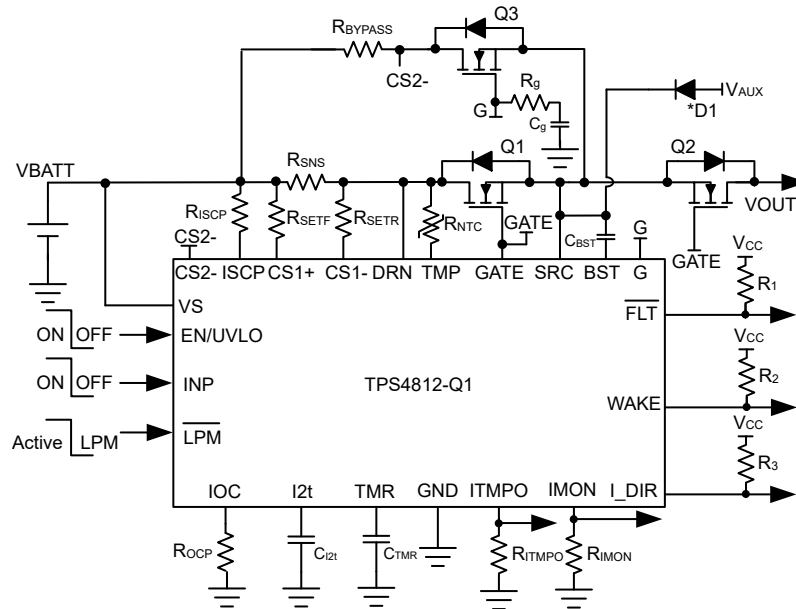 Q3
RBYPASS
CS2-
G
Rg
Cg
*D1
VAUX
VBATT
RSNS
Q1
Q2
VOUT
RISCP
RSETF
RSETR
RNTC
GATE
CBST
G
GATE
VCC
R1
CS2-
CS2- ISCP CS1+ CS1- DRN TMP GATE SRC BST G
VS
FLT
ON OFF
EN/UVLO
VCC
R2
ON OFF
INP
TPS4812-Q1
WAKE
VCC
R3
Active LPM
LPM
IOC I2t TMR GND ITMPO IMON I_DIR
ROCP
CI2t
CTMR
RITMPO
RIMON